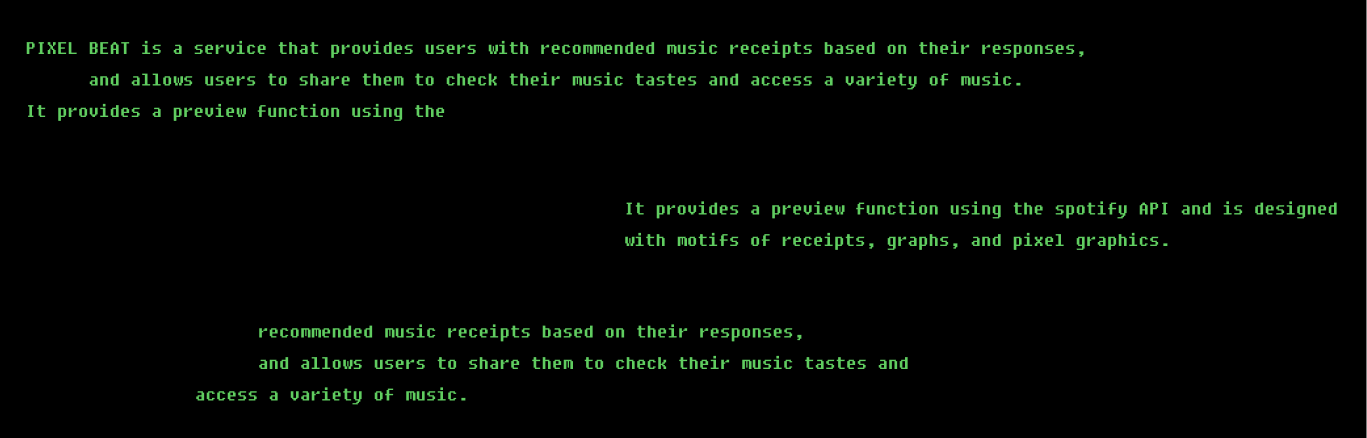 PIXEL BEAT is a service that provides users with recommended music receipts based on their responses,
and allows users to share them to check their music tastes and access a variety of music.
It provides a preview function using the
It provides a preview function using the spotify API and is designed
with motifs of receipts, graphs, and pixel graphics.
recommended music receipts based on their responses,
and allows users to share them to check their music tastes and
access a variety of music.